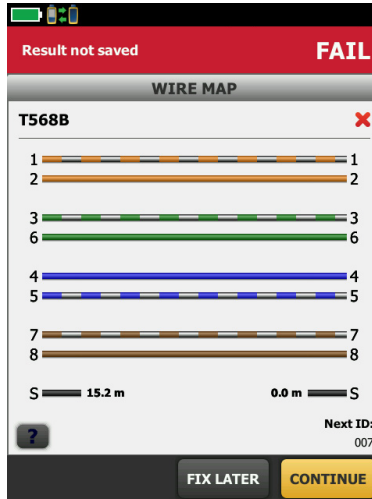 Result not saved FAIL
WIRE MAP
T568B
1 1
2 2
3 3
6 6
4 4
5 5
7 7
8 8
S 15.2 m 0.0 m S
Next ID:
007
?
FIX LATER CONTINUE